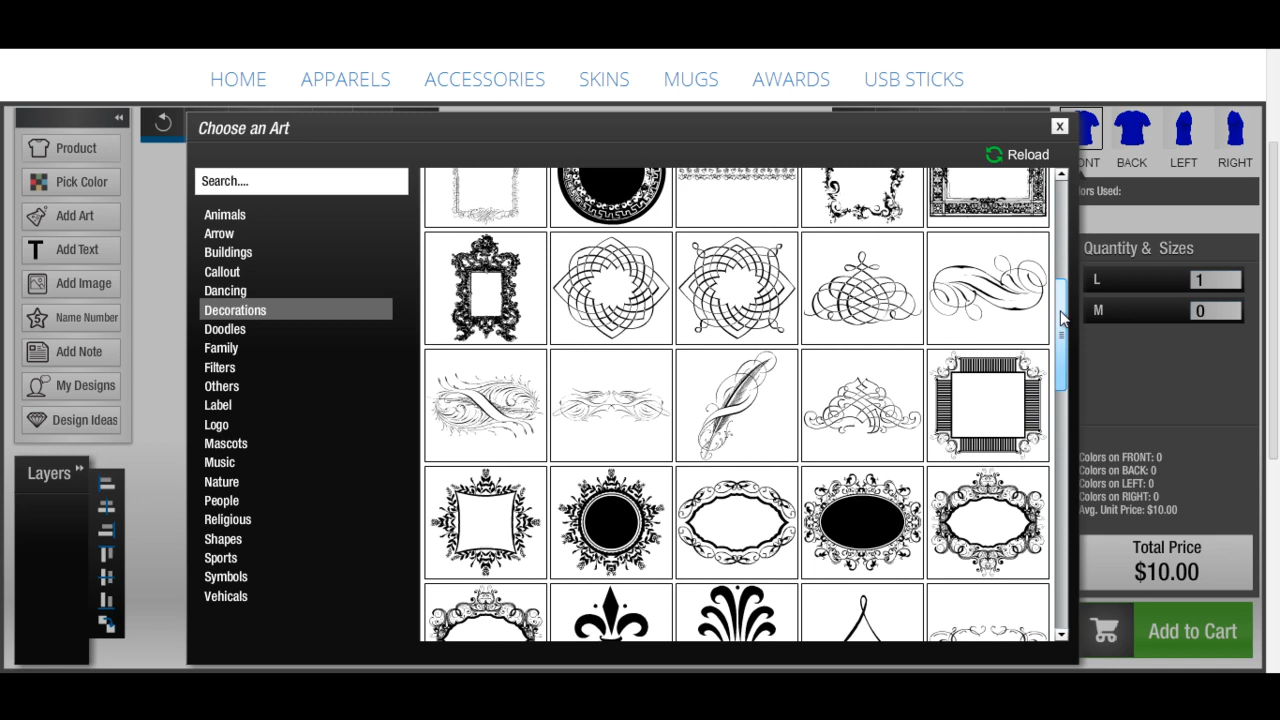 HOME APPARELS ACCESSORIES SKINS MUGS AWARDS USB STICKS
Product
Pick Color
Add Art
Add Text
Add Image
Name Number
Add Note
My Designs
Design Ideas
Layers
Choose an Art
X
Reload
Search....
Animals
Arrow
Buildings
Callout
Dancing
Decorations
Doodles
Family
Filters
Others
Label
Logo
Mascots
Music
Nature
People
Religious
Shapes
Sports
Symbols
Vehicals
ONT BACK LEFT RIGHT
lors Used:
Quantity & Sizes
L 1
M 0
Colors on FRONT: 0
Colors on BACK: 0
Colors on LEFT: 0
Colors on RIGHT: 0
Avg. Unit Price: $10.00
Total Price
$10.00
Add to Cart